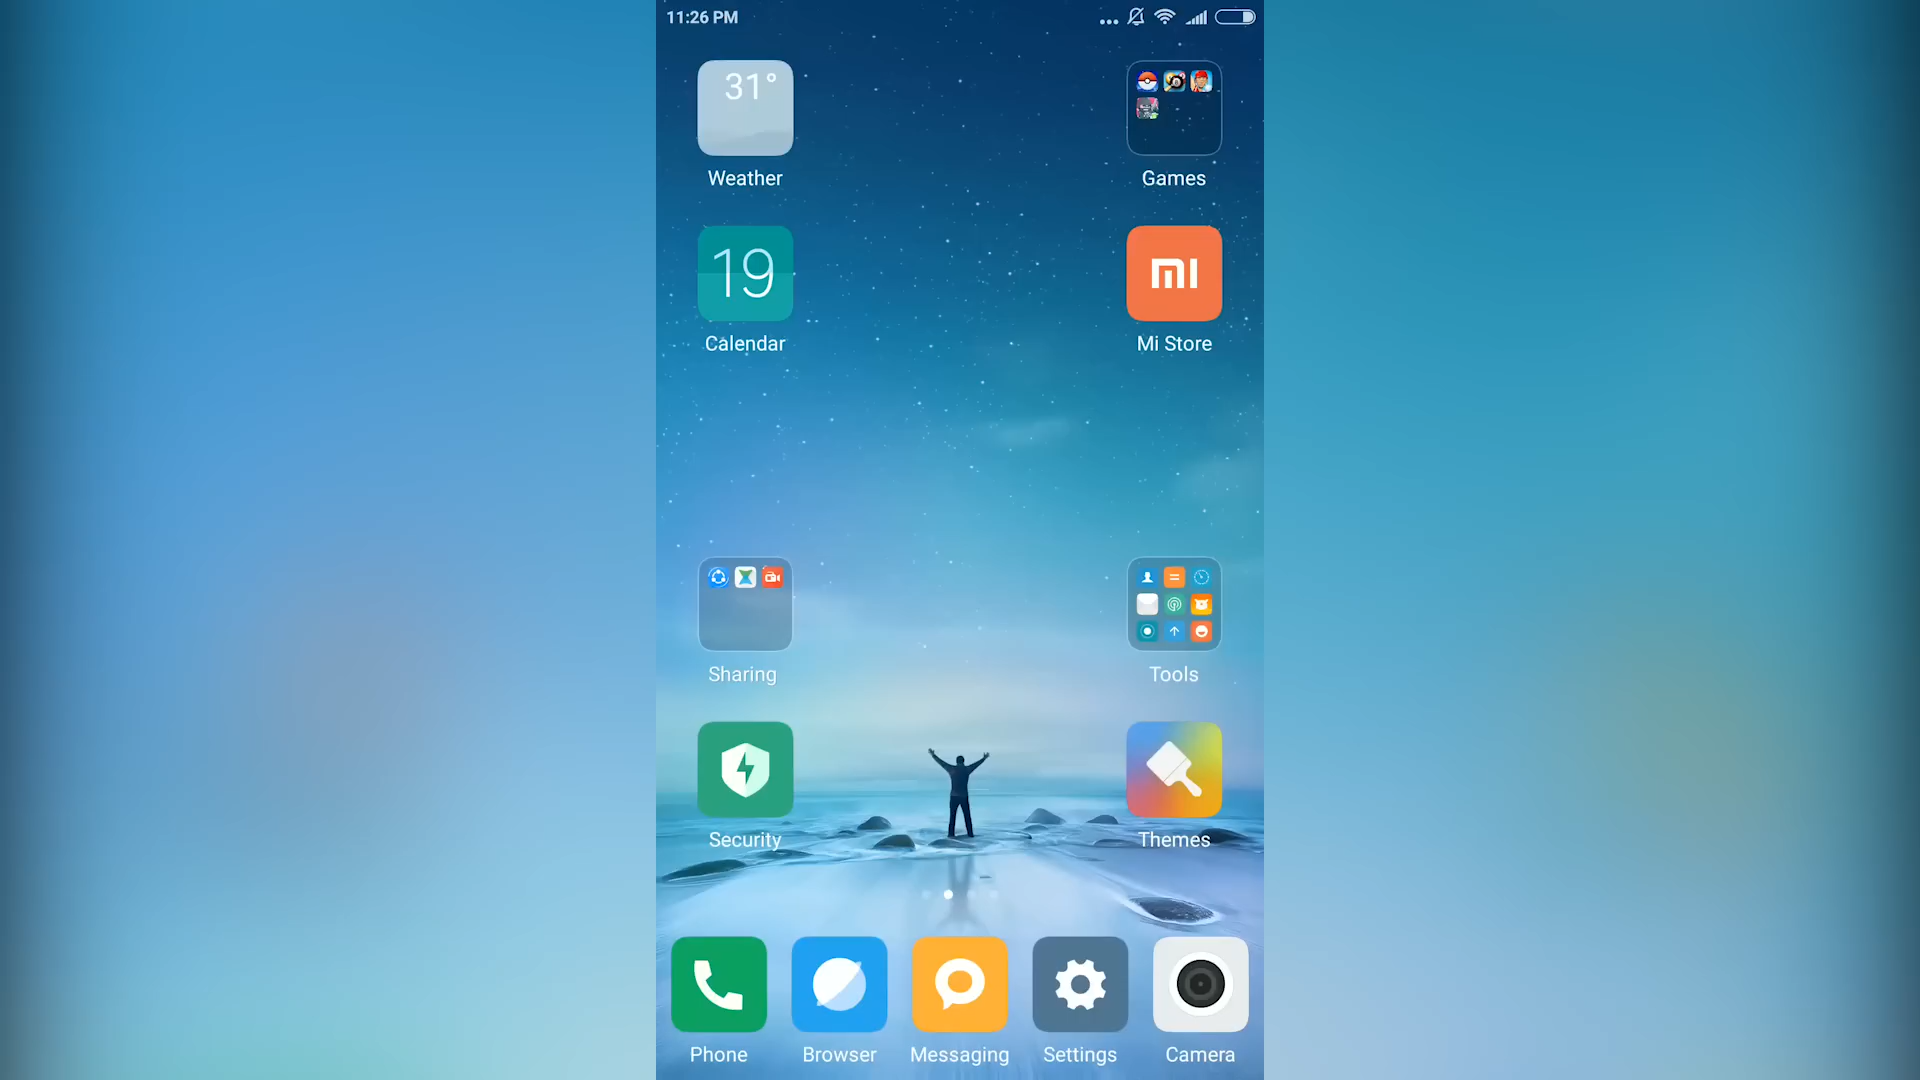 11:26 PM
31°
Weather
Games
19
Calendar
mi
Mi Store
Sharing
Tools
Security
Themes
Phone
Browser
Messaging
Settings
Camera